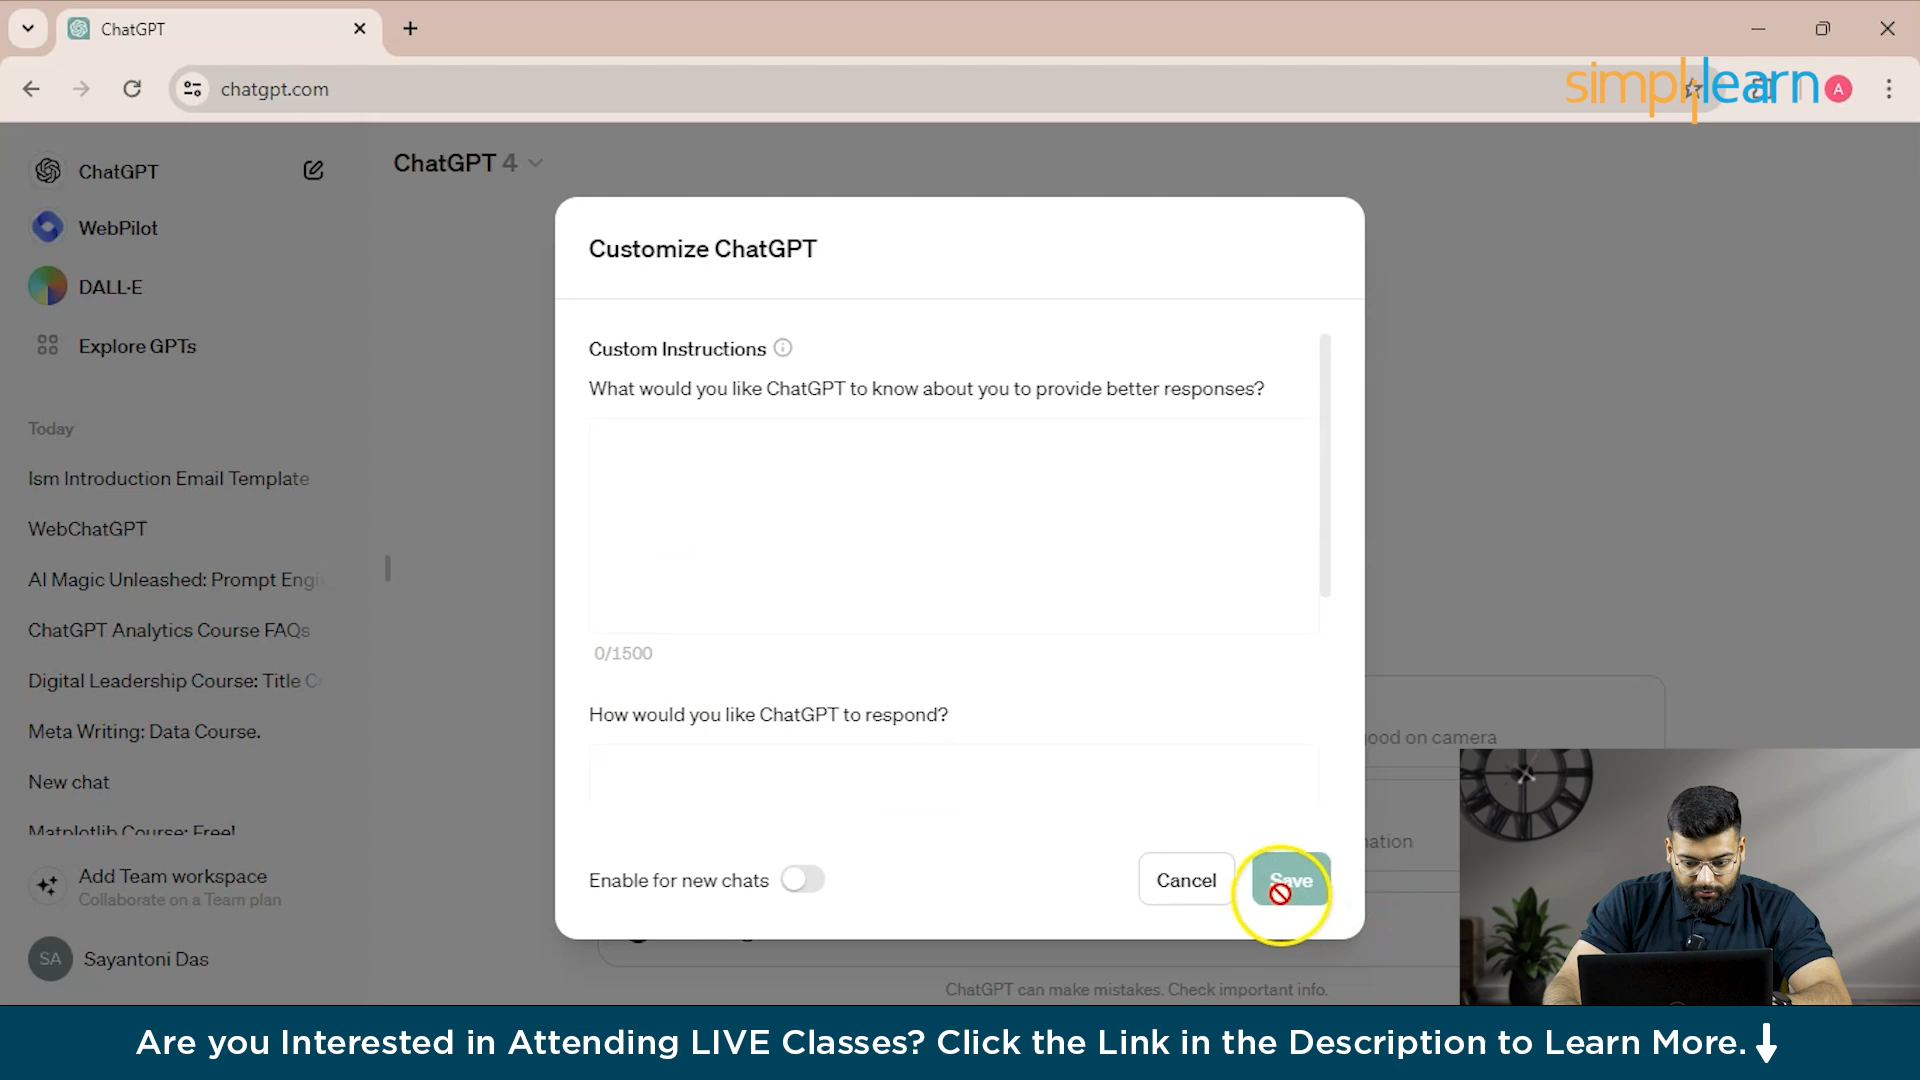 ChatGPT
chatgpt.com
simplilearn
A
ChatGPT
WebPilot
DALL·E
Explore GPTs
Today
Ism Introduction Email Template
WebChatGPT
AI Magic Unleashed: Prompt Engi
ChatGPT Analytics Course FAQs
Digital Leadership Course: Title C
Meta Writing: Data Course.
New chat
Matplotlib Course: Free!
Add Team workspace
Collaborate on a Team plan
SA
Sayantoni Das
ChatGPT 4
Customize ChatGPT
Custom Instructions
What would you like ChatGPT to know about you to provide better responses?
0/1500
How would you like ChatGPT to respond?
Enable for new chats
Cancel
Save
ood on camera
ChatGPT can make mistakes. Check important info.
Are you Interested in Attending LIVE Classes? Click the Link in the Description to Learn More.